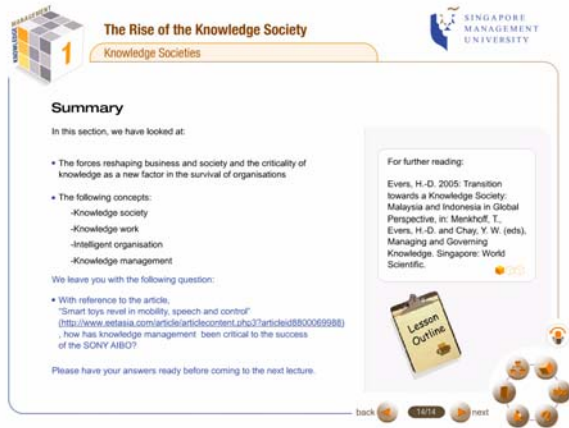 KNOWLEDGE
MANAGEMENT
1
The Rise of the Knowledge Society
Knowledge Societies
SINGAPORE
MANAGEMENT
UNIVERSITY
Summary
In this section, we have looked at:
The forces reshaping business and society and the criticality of
knowledge as a new factor in the survival of organisations
The following concepts:
-Knowledge society
-Knowledge work
-Intelligent organisation
-Knowledge management
We leave you with the following question:
With reference to the article,
"Smart toys revel in mobility, speech and control"
(http://www.eetasia.com/article/articlecontent.php3?articleid8800069988)
, how has knowledge management been critical to the success
of the SONY AIBO?
Please have your answers ready before coming to the next lecture.
For further reading:
Evers, H.-D. 2005: Transition
towards a Knowledge Society:
Malaysia and Indonesia in Global
Perspective, in: Menkhoff, T.,
Evers, H.-D. and Chay, Y. W. (eds),
Managing and Governing
Knowledge. Singapore: World
Scientific.
Lesson
Outline
back 14/14 next